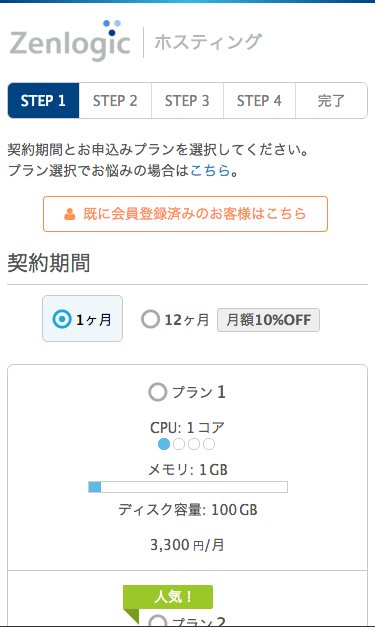 Zenlogic ホスティング
STEP 1 STEP 2 STEP 3 STEP 4 完了
契約期間とお申込みプランを選択してください。
プラン選択でお悩みの場合はこちら。
既に会員登録済みのお客様はこちら
契約期間
1ヶ月 12ヶ月 月額10%OFF
プラン 1
CPU: 1コア
メモリ: 1GB
ディスク容量: 100GB
3,300 円/月
人気！
プラン 2